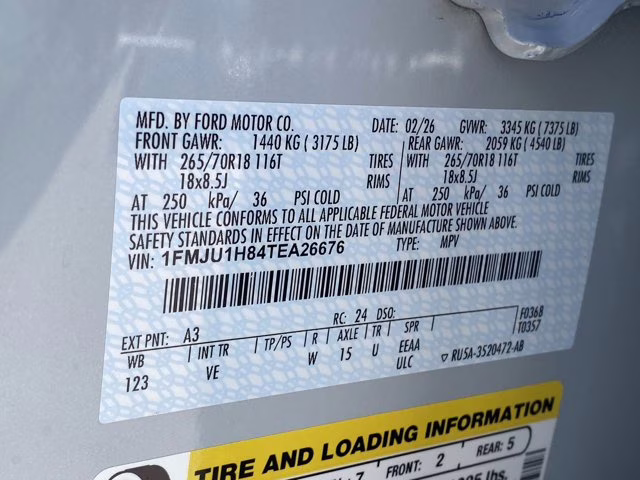 MFD. BY FORD MOTOR CO. DATE: 02/26 GVWR: 3345 KG ( 7375 LB)
FRONT GAWR: 1440 KG ( 3175 LB) REAR GAWR: 2059 KG ( 4540 LB)
WITH 265/70R18 116T TIRES WITH 265/70R18 116T TIRES
18x8.5J RIMS 18x8.5J RIMS
AT 250 kPa/ 36 PSI COLD AT 250 kPa/ 36 PSI COLD
THIS VEHICLE CONFORMS TO ALL APPLICABLE FEDERAL MOTOR VEHICLE
SAFETY STANDARDS IN EFFECT ON THE DATE OF MANUFACTURE SHOWN ABOVE.
VIN: 1FMJU1H84TEA26676 TYPE: MPV
F0368
T0357
EXT PNT: A3 RC: 24 DSO:
WB INT TR TP/PS R AXLE TR SPR
123 VE W 15 U EEAA
ULC ▽ RU5A-3520472-AB
TIRE AND LOADING INFORMATION
7 FRONT: 2 REAR: 5
lbs.